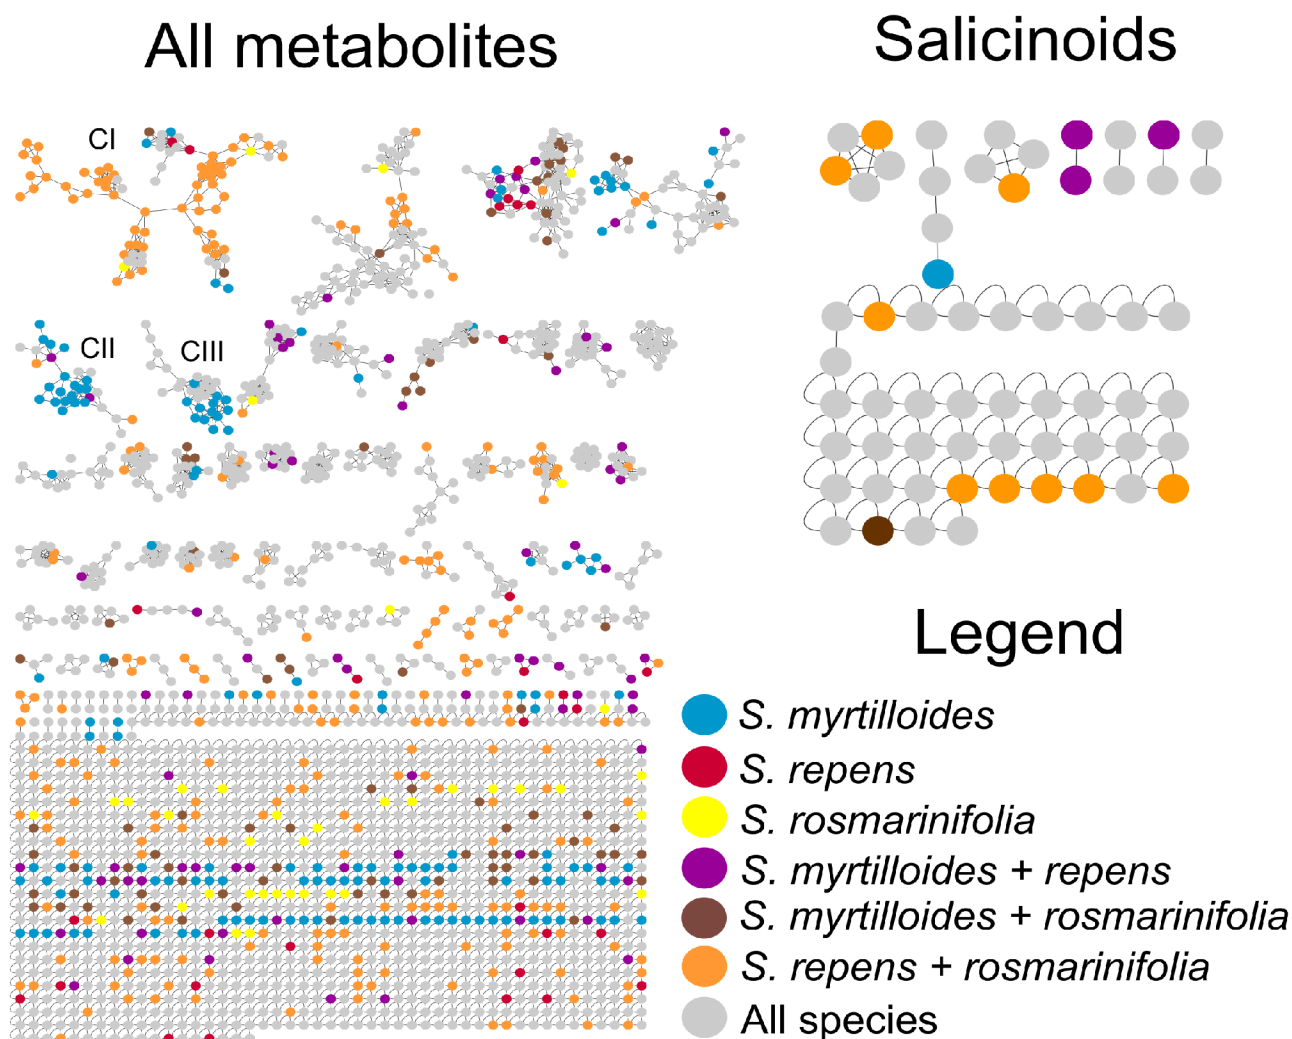 All metabolites
Salicinoids
CI
CII
CIII
Legend
S. myrtilloides
S. repens
S. rosmarinifolia
S. myrtilloides + repens
S. myrtilloides + rosmarinifolia
S. repens + rosmarinifolia
All species